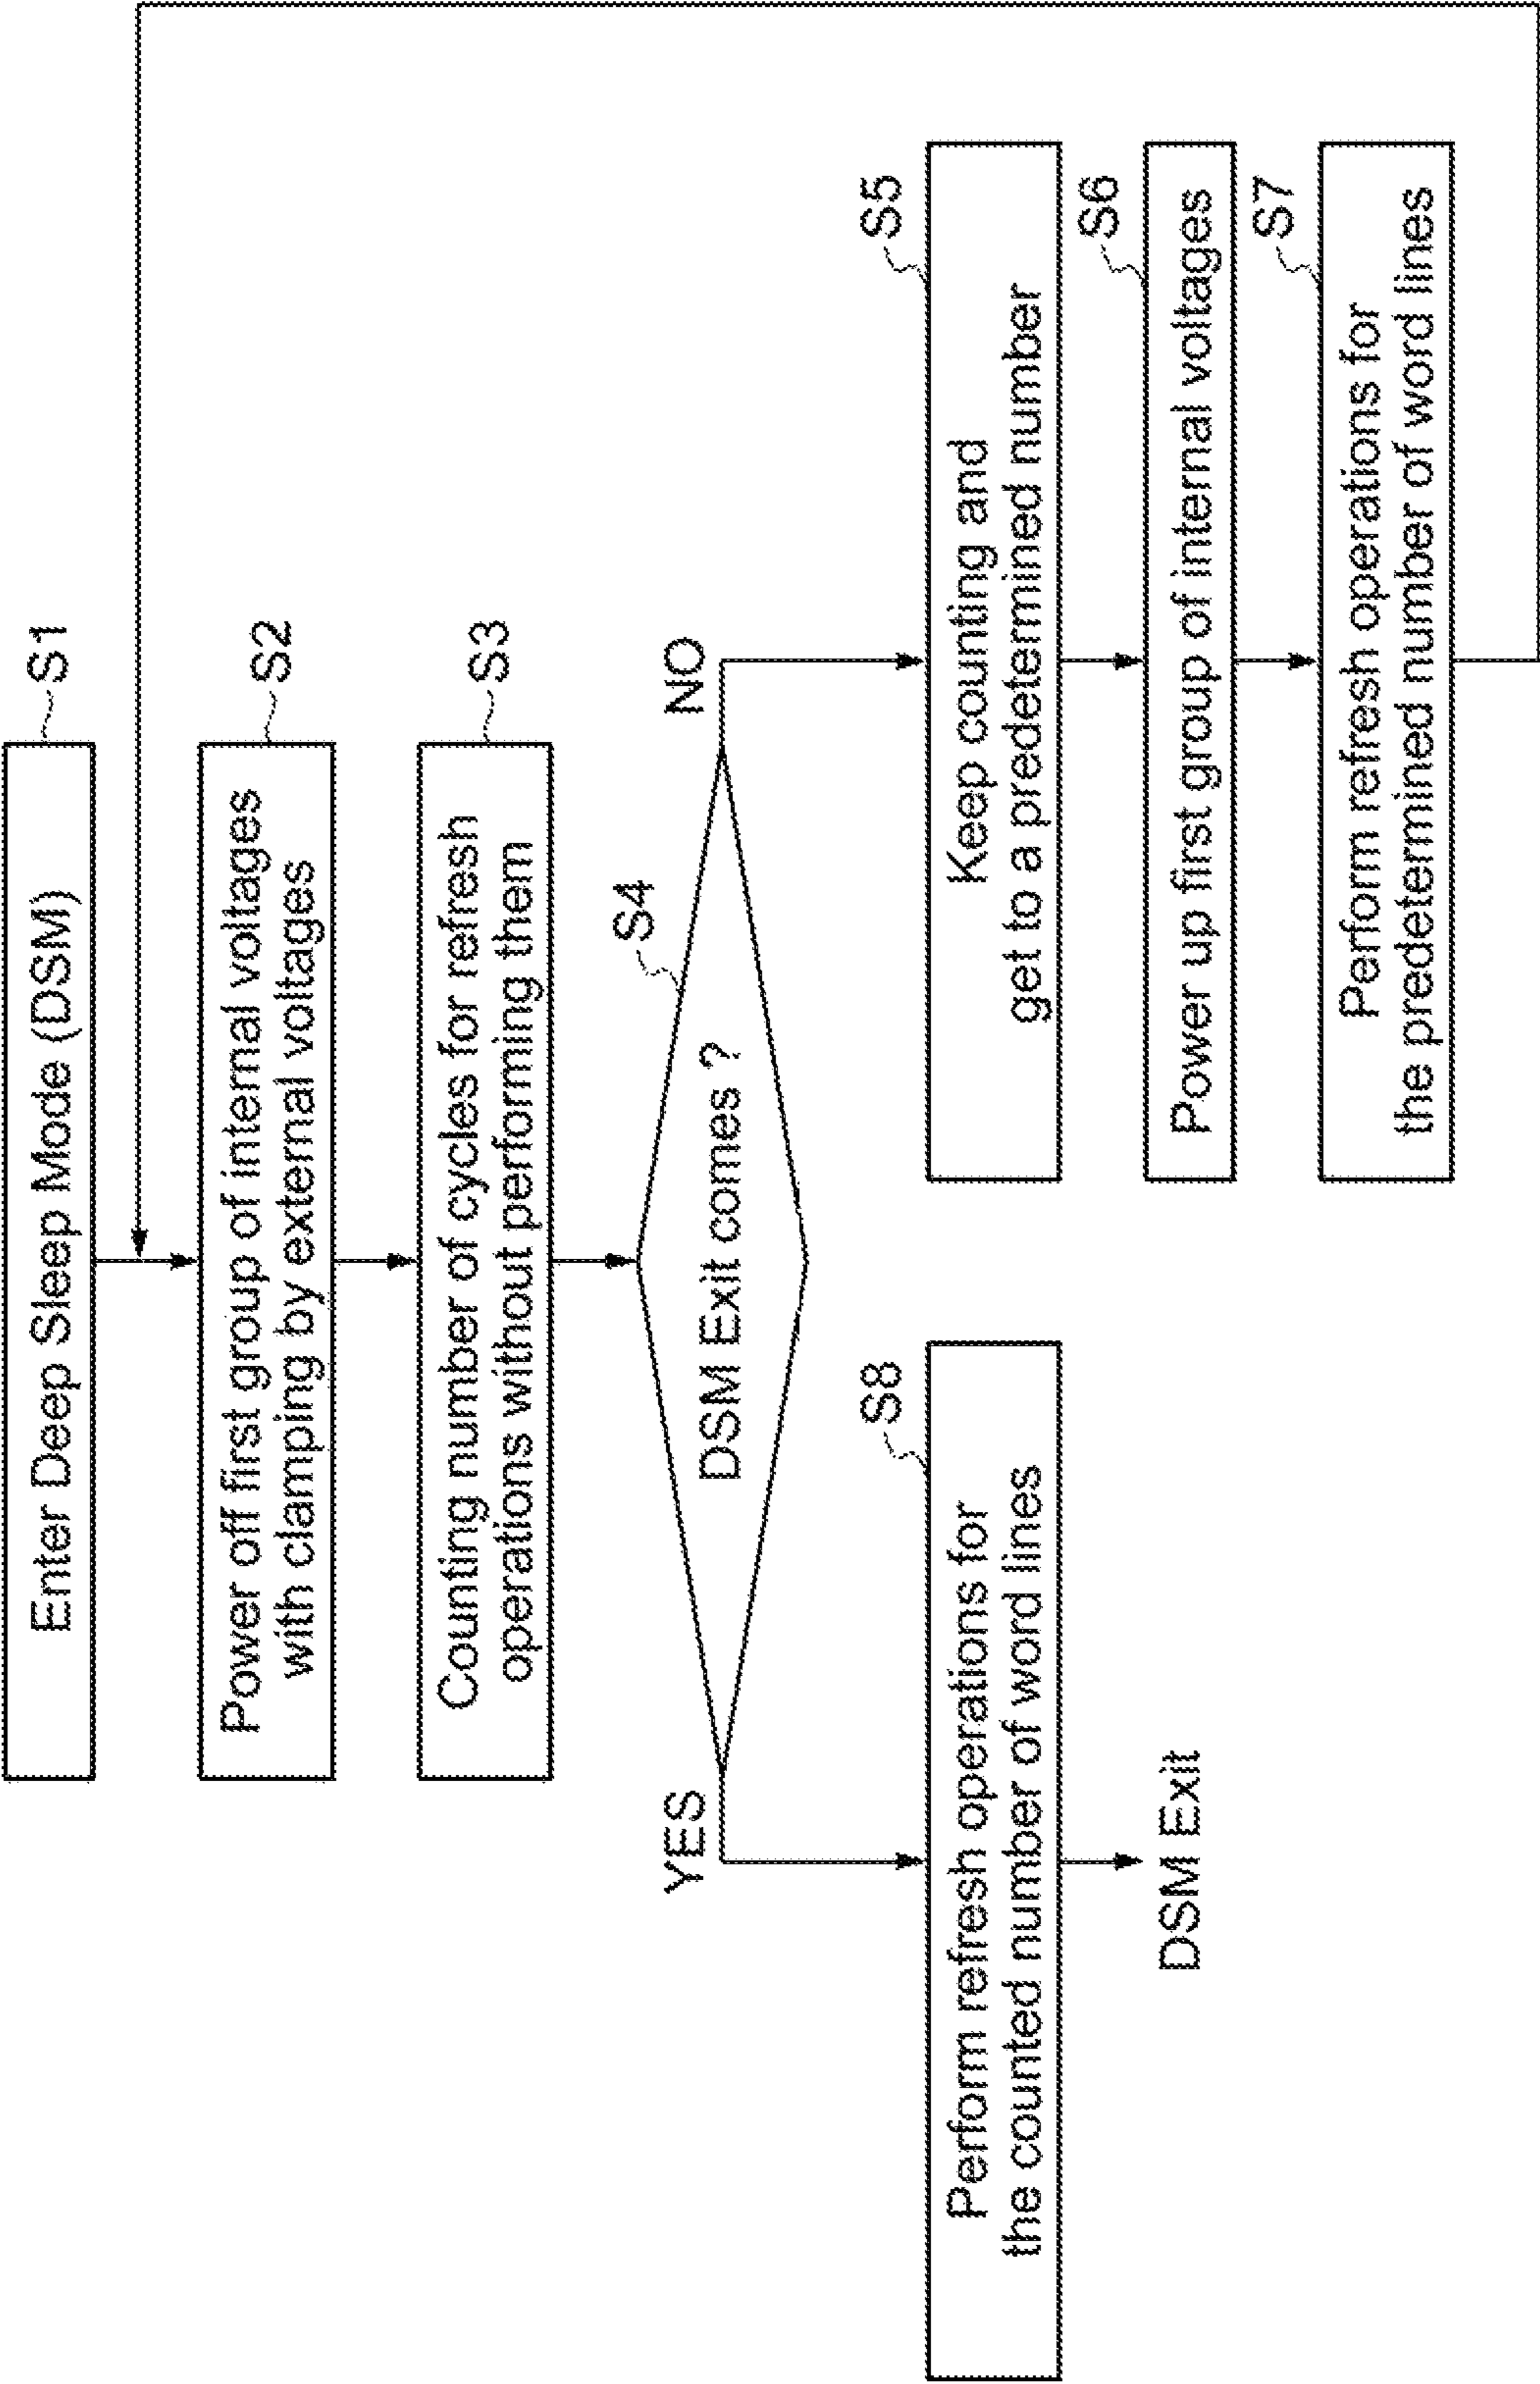 Enter Deep Sleep Mode (DSM)
S1
Power off first group of internal voltages
with clamping by external voltages
S2
Counting number of cycles for refresh
operations without performing them
S3
DSM Exit comes ?
S4
YES
NO
Perform refresh operations for
the counted number of word lines
S8
DSM Exit
Keep counting and
get to a predetermined number
S5
Power up first group of internal voltages
S6
Perform refresh operations for
the predetermined number of word lines
S7